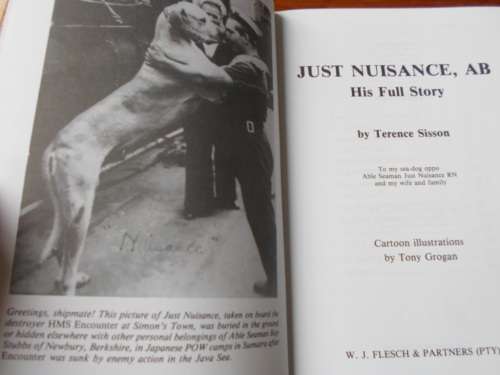 "Nuisance"
Greetings, shipmate! This picture of Just Nuisance, taken on board the
destroyer HMS Encounter at Simon's Town, was buried in the ground
or hidden elsewhere with other personal belongings of Able Seaman Roy
Stubbs of Newbury, Berkshire, in Japanese POW camps in Sumatra after
Encounter was sunk by enemy action in the Java Sea.
JUST NUISANCE, AB
His Full Story
by Terence Sisson
To my sea-dog oppo
Able Seaman Just Nuisance RN
and my wife and family
Cartoon illustrations
by Tony Grogan
W. J. FLESCH & PARTNERS (PTY)